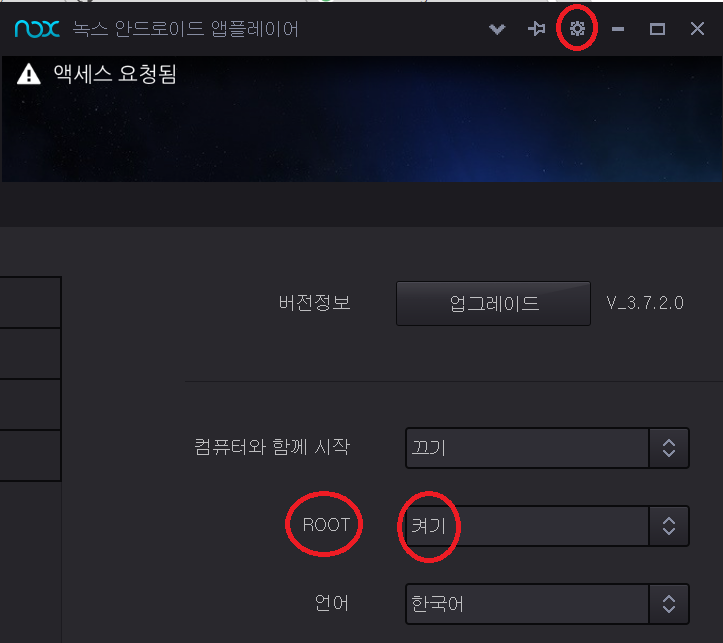 nox 녹스 안드로이드 앱플레이어
액세스 요청됨
버전정보 업그레이드 V_3.7.2.0
컴퓨터와 함께 시작 끄기
ROOT 켜기
언어 한국어